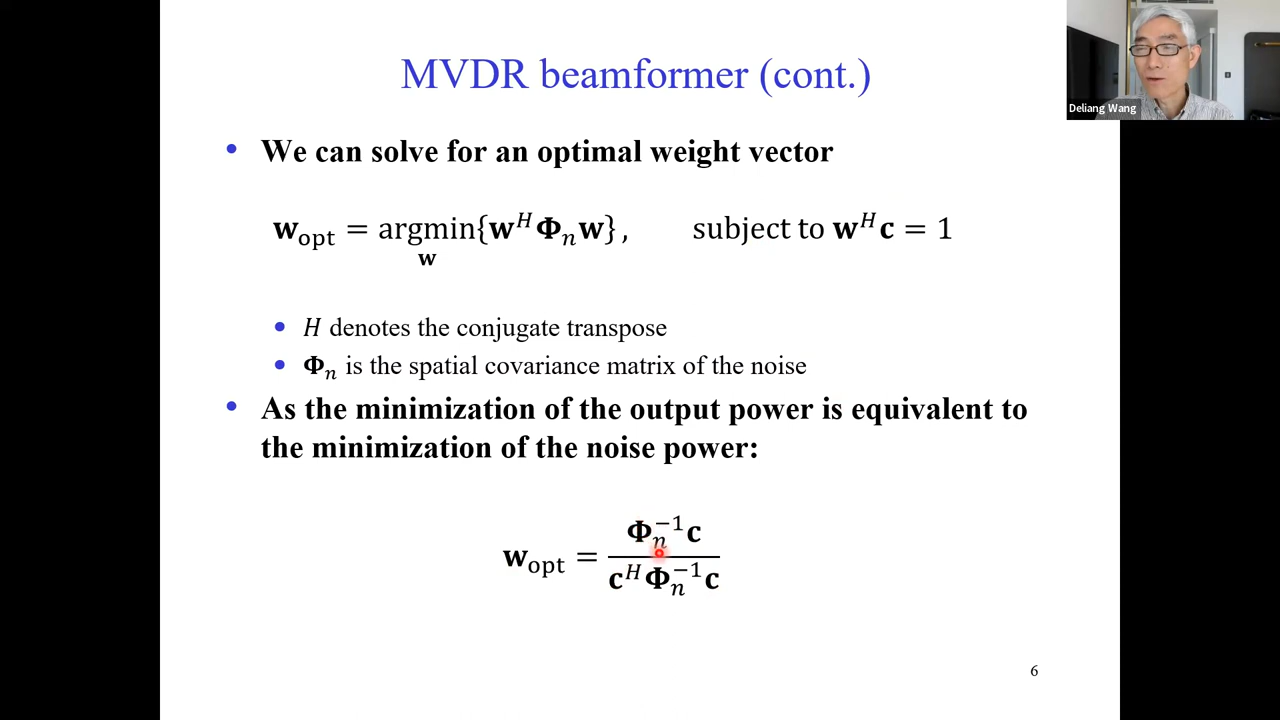 MVDR beamformer (cont.)
Deliang Wang
• We can solve for an optimal weight vector
𝐰_opt = argmin_𝐰 {𝐰^H 𝚽_n 𝐰}, subject to 𝐰^H 𝐜 = 1
• H denotes the conjugate transpose
• 𝚽_n is the spatial covariance matrix of the noise
• As the minimization of the output power is equivalent to
the minimization of the noise power:
𝐰_opt = 𝚽_n^−1 𝐜 / 𝐜^H 𝚽_n^−1 𝐜
6